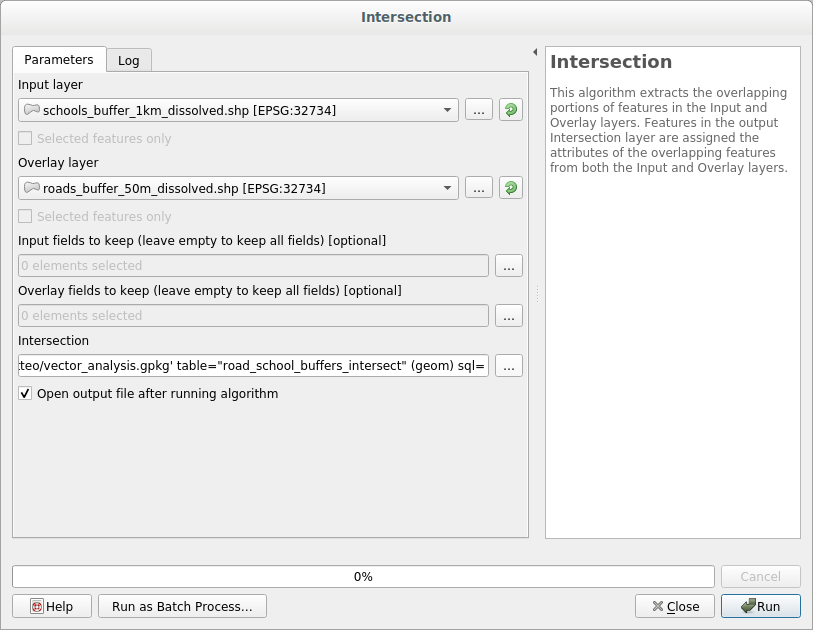 Intersection
Parameters
Log
Input layer
schools_buffer_1km_dissolved.shp [EPSG:32734]
...
Selected features only
Overlay layer
roads_buffer_50m_dissolved.shp [EPSG:32734]
...
Selected features only
Input fields to keep (leave empty to keep all fields) [optional]
0 elements selected
...
Overlay fields to keep (leave empty to keep all fields) [optional]
0 elements selected
...
Intersection
teo/vector_analysis.gpkg' table="road_school_buffers_intersect" (geom) sql=
...
Open output file after running algorithm
Intersection
This algorithm extracts the overlapping
portions of features in the Input and
Overlay layers. Features in the output
Intersection layer are assigned the
attributes of the overlapping features
from both the Input and Overlay layers.
0%
Cancel
Help
Run as Batch Process...
Close
Run